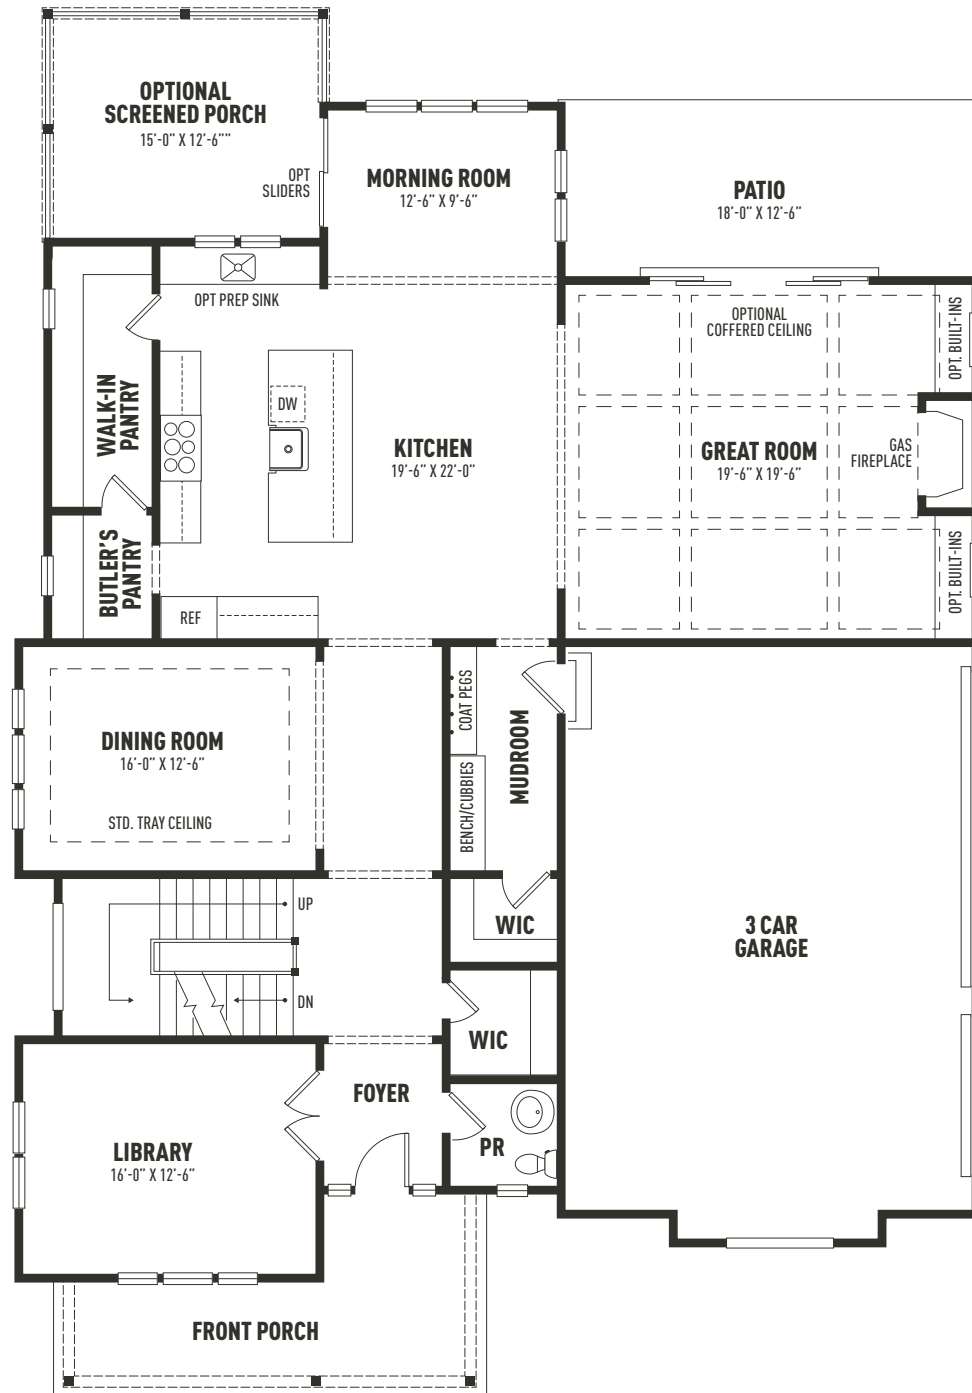 OPTIONAL
SCREENED PORCH
15'-0" X 12'-6""
OPT
SLIDERS
MORNING ROOM
12'-6" X 9'-6"
PATIO
18'-0" X 12'-6"
OPT PREP SINK
OPTIONAL
COFFERED CEILING
OPT. BUILT-INS
WALK-IN
PANTRY
DW
KITCHEN
19'-6" X 22'-0"
GREAT ROOM
19'-6" X 19'-6"
GAS
FIREPLACE
BUTLER'S
PANTRY
OPT. BUILT-INS
REF
COAT PEGS
DINING ROOM
16'-0" X 12'-6"
MUDROOM
BENCH/CUBBIES
STD. TRAY CEILING
UP
WIC
3 CAR
GARAGE
DN
WIC
FOYER
LIBRARY
16'-0" X 12'-6"
PR
FRONT PORCH